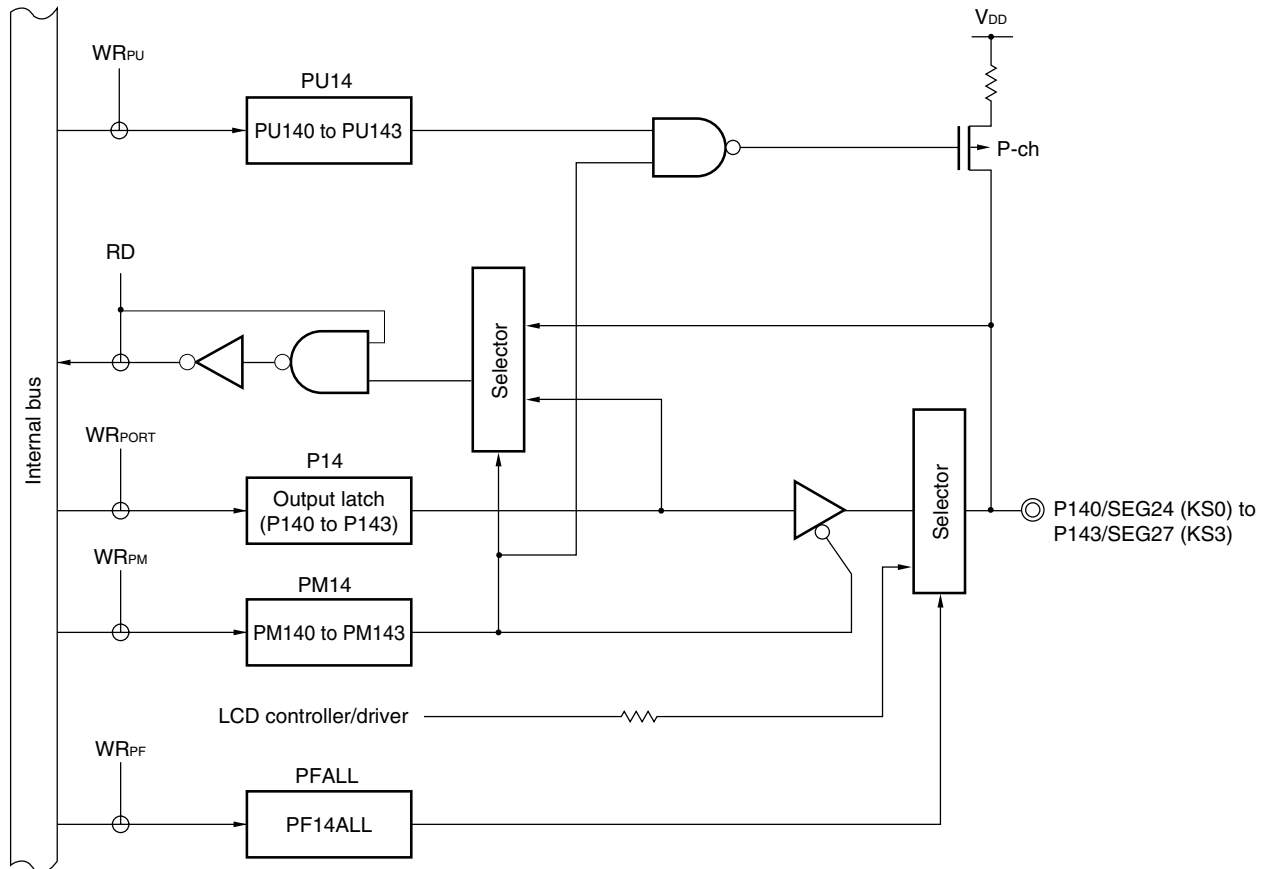 VDD
WRPU
PU14
PU140 to PU143
P-ch
RD
Selector
Internal bus
WRPORT
P14
Output latch
(P140 to P143)
Selector
P140/SEG24 (KS0) to
P143/SEG27 (KS3)
WRPM
PM14
PM140 to PM143
LCD controller/driver
WRPF
PFALL
PF14ALL